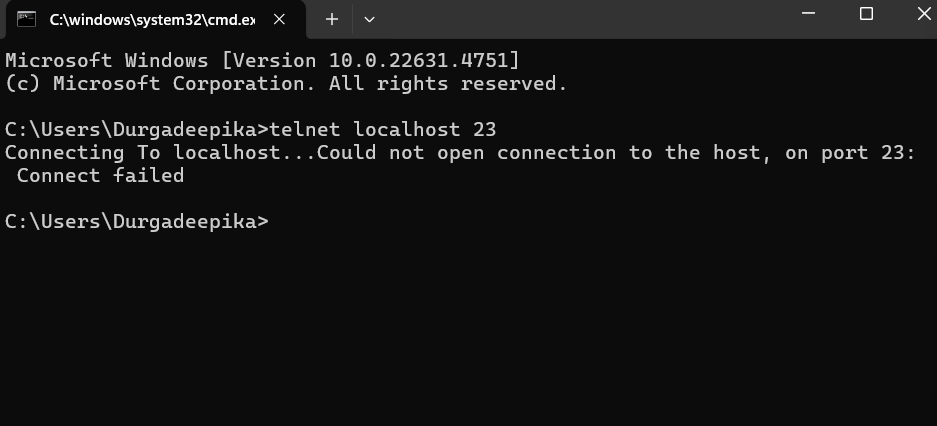 C:\windows\system32\cmd.ex
Microsoft Windows [Version 10.0.22631.4751]
(c) Microsoft Corporation. All rights reserved.
C:\Users\Durgadeepika>telnet localhost 23
Connecting To localhost...Could not open connection to the host, on port 23:
Connect failed
C:\Users\Durgadeepika>